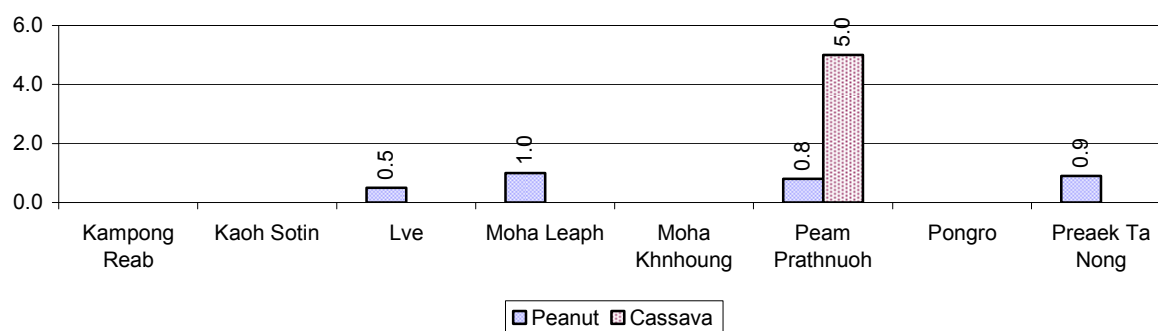 6.0
4.0
2.0
0.0
0.5
1.0
0.8
5.0
0.9
Kampong Reab
Kaoh Sotin
Lve
Moha Leaph
Moha Khnhoung
Peam Prathnuoh
Pongro
Preaek Ta Nong
Peanut
Cassava